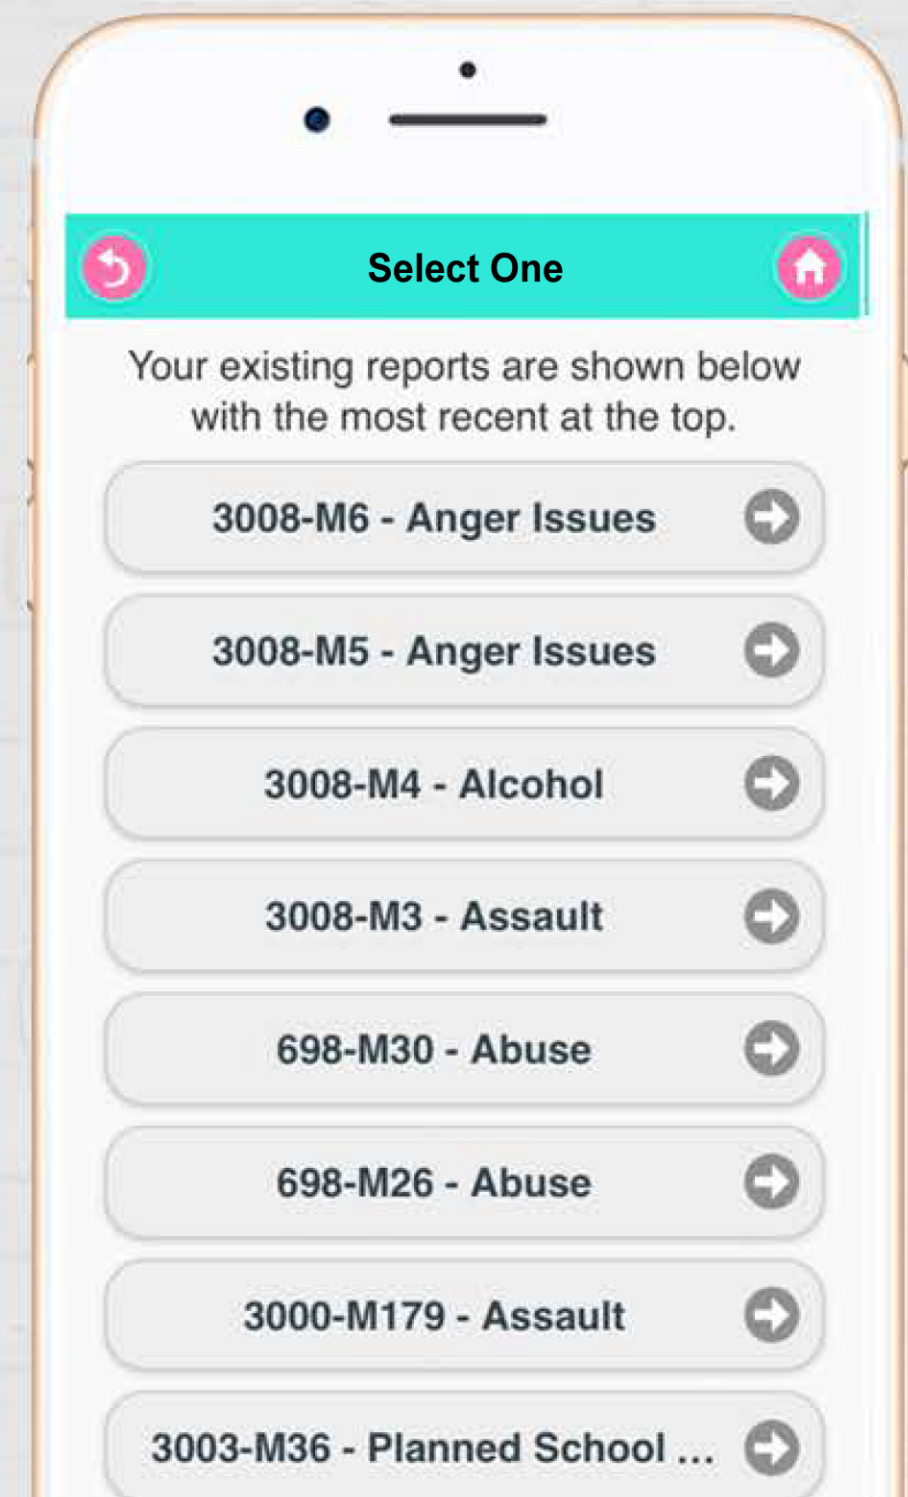 Select One
Your existing reports are shown below
with the most recent at the top.
3008-M6 - Anger Issues
3008-M5 - Anger Issues
3008-M4 - Alcohol
3008-M3 - Assault
698-M30 - Abuse
698-M26 - Abuse
3000-M179 - Assault
3003-M36 - Planned School ...